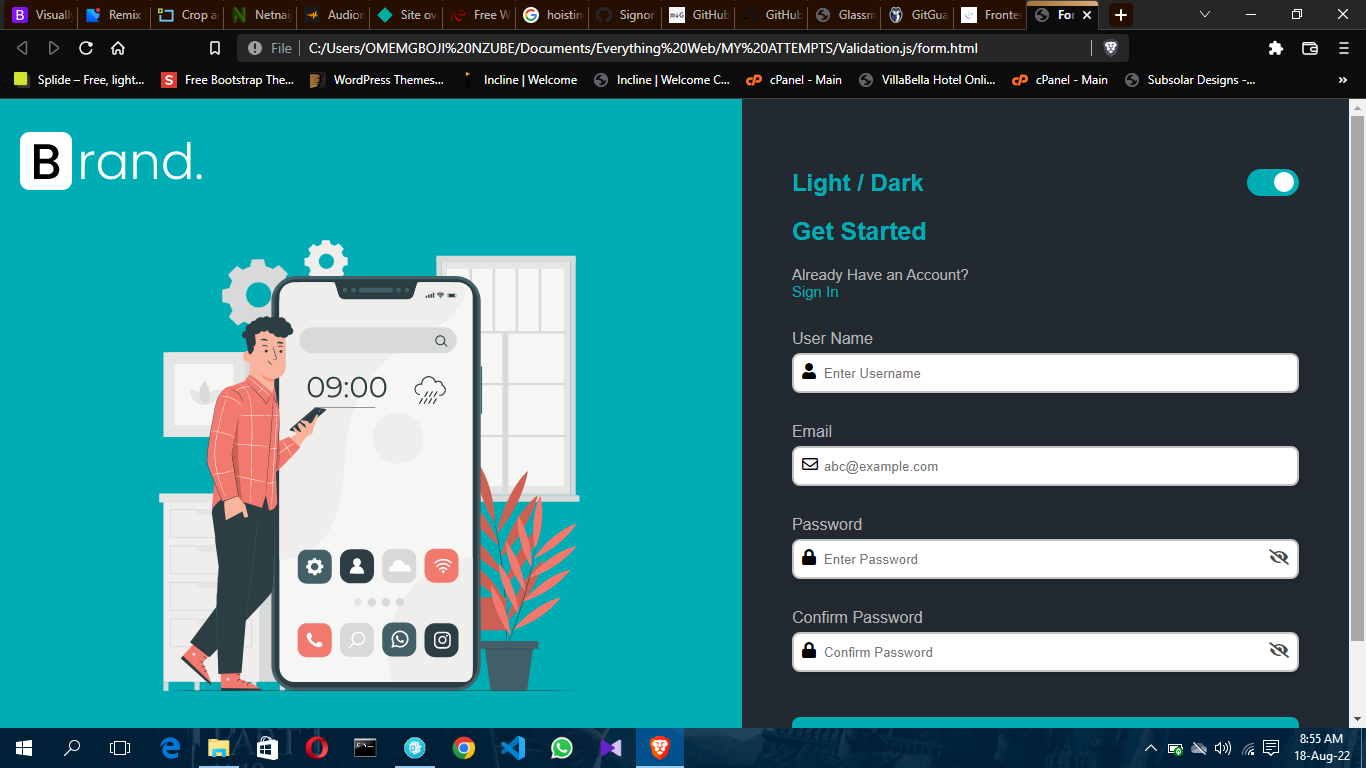 Visually
Remix
Crop a
Netnai
Audion
Site ov
Free W
hoistin
Signor
GitHub
GitHub
Glassm
GitGua
Fronter
For
File
C:/Users/OMEMGBOJI%20NZUBE/Documents/Everything%20Web/MY%20ATTEMPTS/Validation.js/form.html
Splide – Free, light...
Free Bootstrap The...
WordPress Themes...
Incline | Welcome
Incline | Welcome C...
cPanel - Main
VillaBella Hotel Onli...
cPanel - Main
Subsolar Designs -...
»
Brand.
09:00
Light / Dark
Get Started
Already Have an Account?
Sign In
User Name
Enter Username
Email
abc@example.com
Password
Enter Password
Confirm Password
Confirm Password
8:55 AM
18-Aug-22